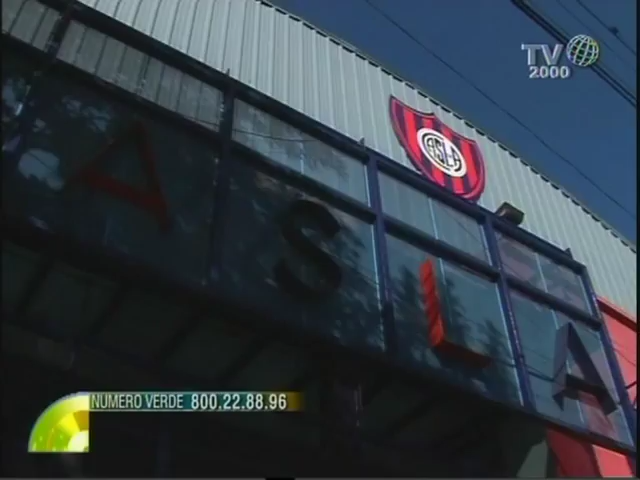 TV
2000
CASLA
A S L A
NUMERO VERDE 800.22.88.96